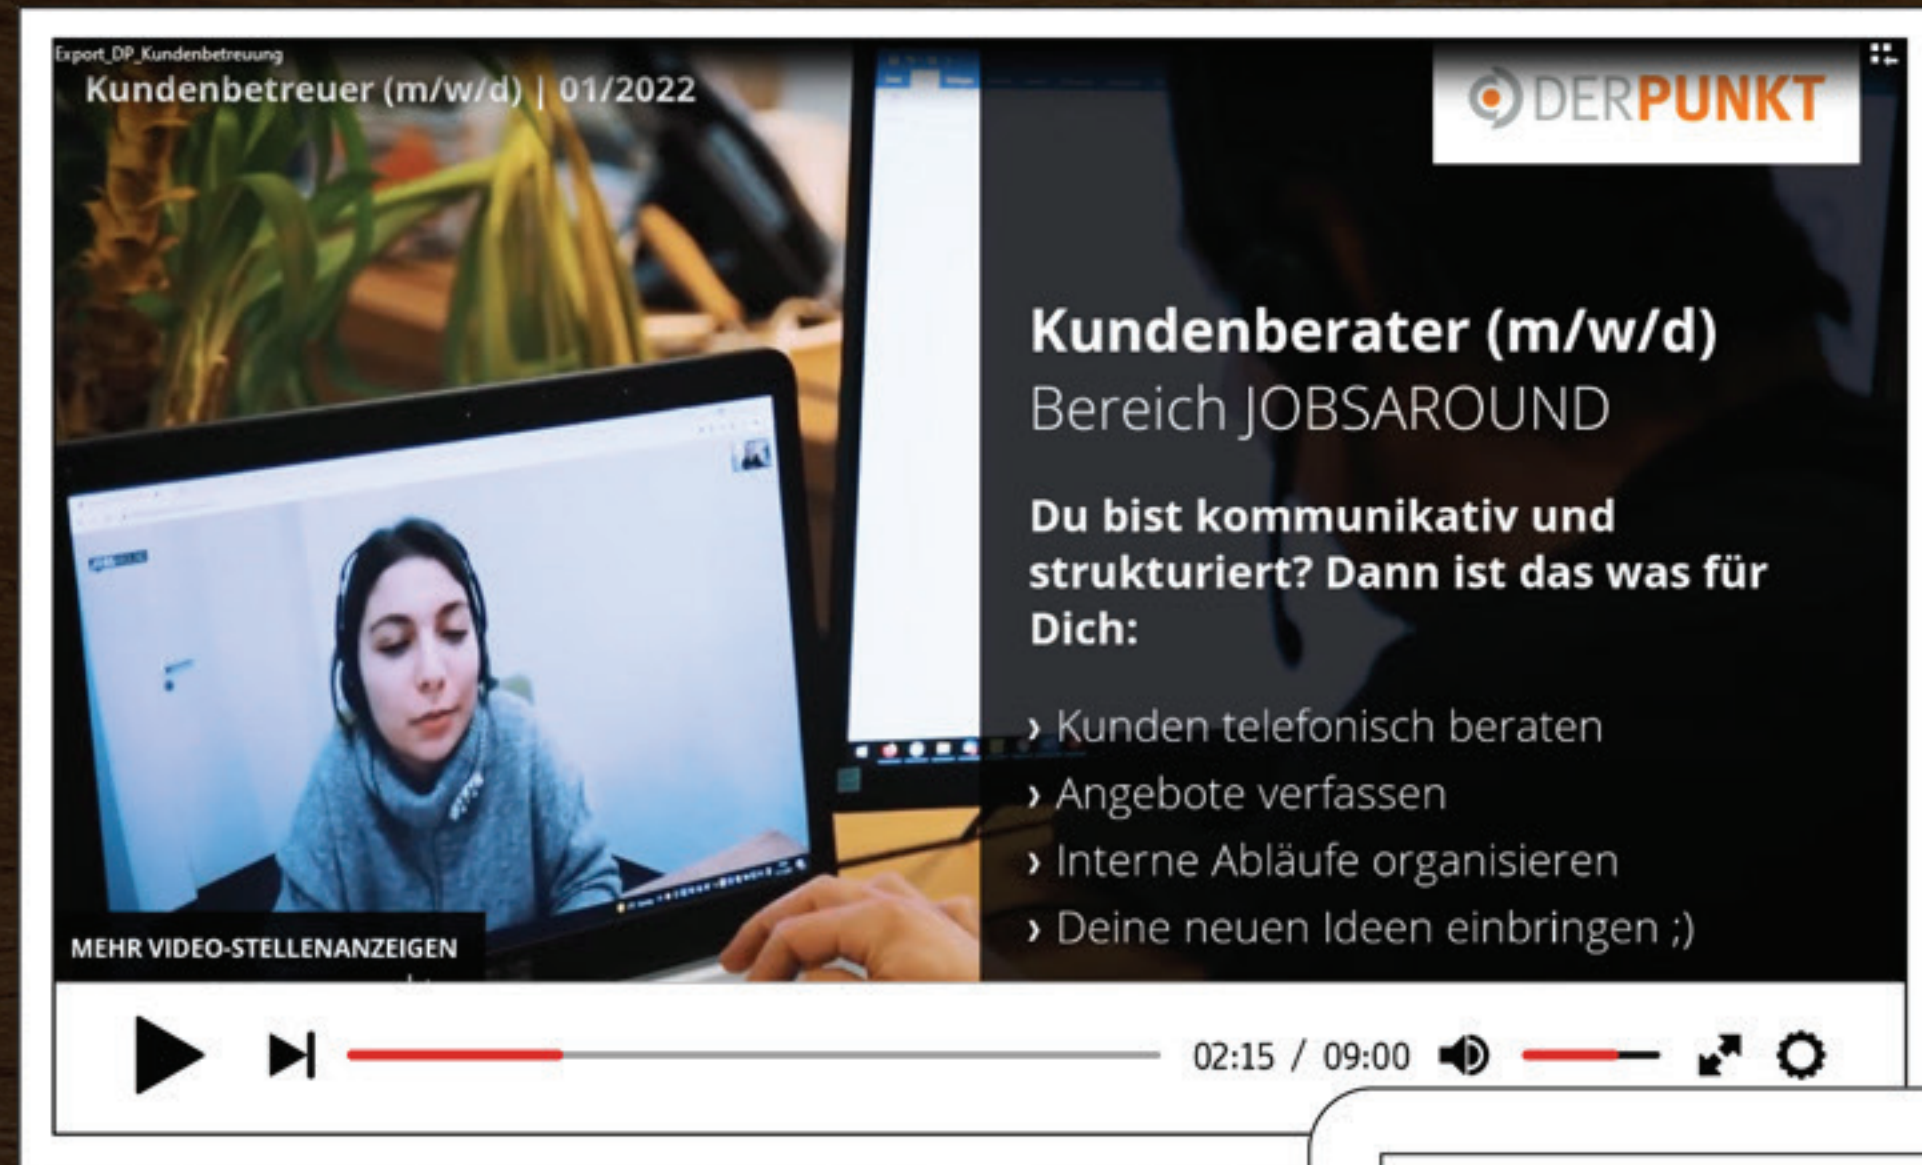 Export_DP_Kundenbetreuung
Kundenbetreuer (m/w/d) | 01/2022
DERPUNKT
Kundenberater (m/w/d)
Bereich JOBSAROUND
Du bist kommunikativ und
strukturiert? Dann ist das was für
Dich:
› Kunden telefonisch beraten
› Angebote verfassen
› Interne Abläufe organisieren
› Deine neuen Ideen einbringen ;)
MEHR VIDEO-STELLENANZEIGEN
02:15 / 09:00